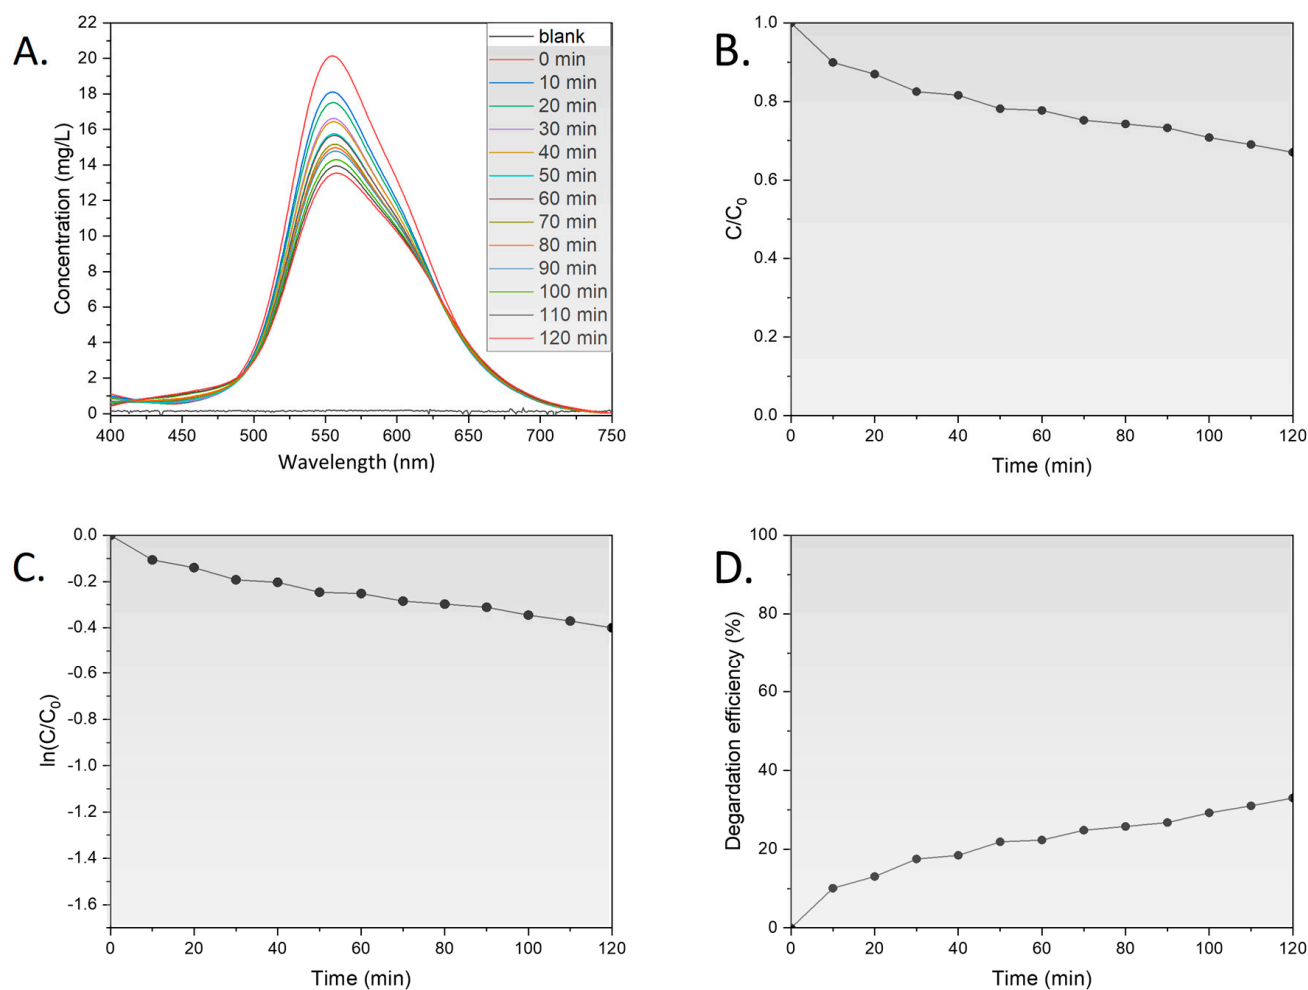 A.
Concentration (mg/L)
22
20
18
16
14
12
10
8
6
4
2
0
400
450
500
550
600
650
700
750
Wavelength (nm)
blank
0 min
10 min
20 min
30 min
40 min
50 min
60 min
70 min
80 min
90 min
100 min
110 min
120 min
B.
C/C0
1.0
0.8
0.6
0.4
0.2
0.0
0
20
40
60
80
100
120
Time (min)
C.
ln(C/C0)
0.0
-0.2
-0.4
-0.6
-0.8
-1.0
-1.2
-1.4
-1.6
0
20
40
60
80
100
120
Time (min)
D.
Degardation efficiency (%)
100
80
60
40
20
0
0
20
40
60
80
100
120
Time (min)